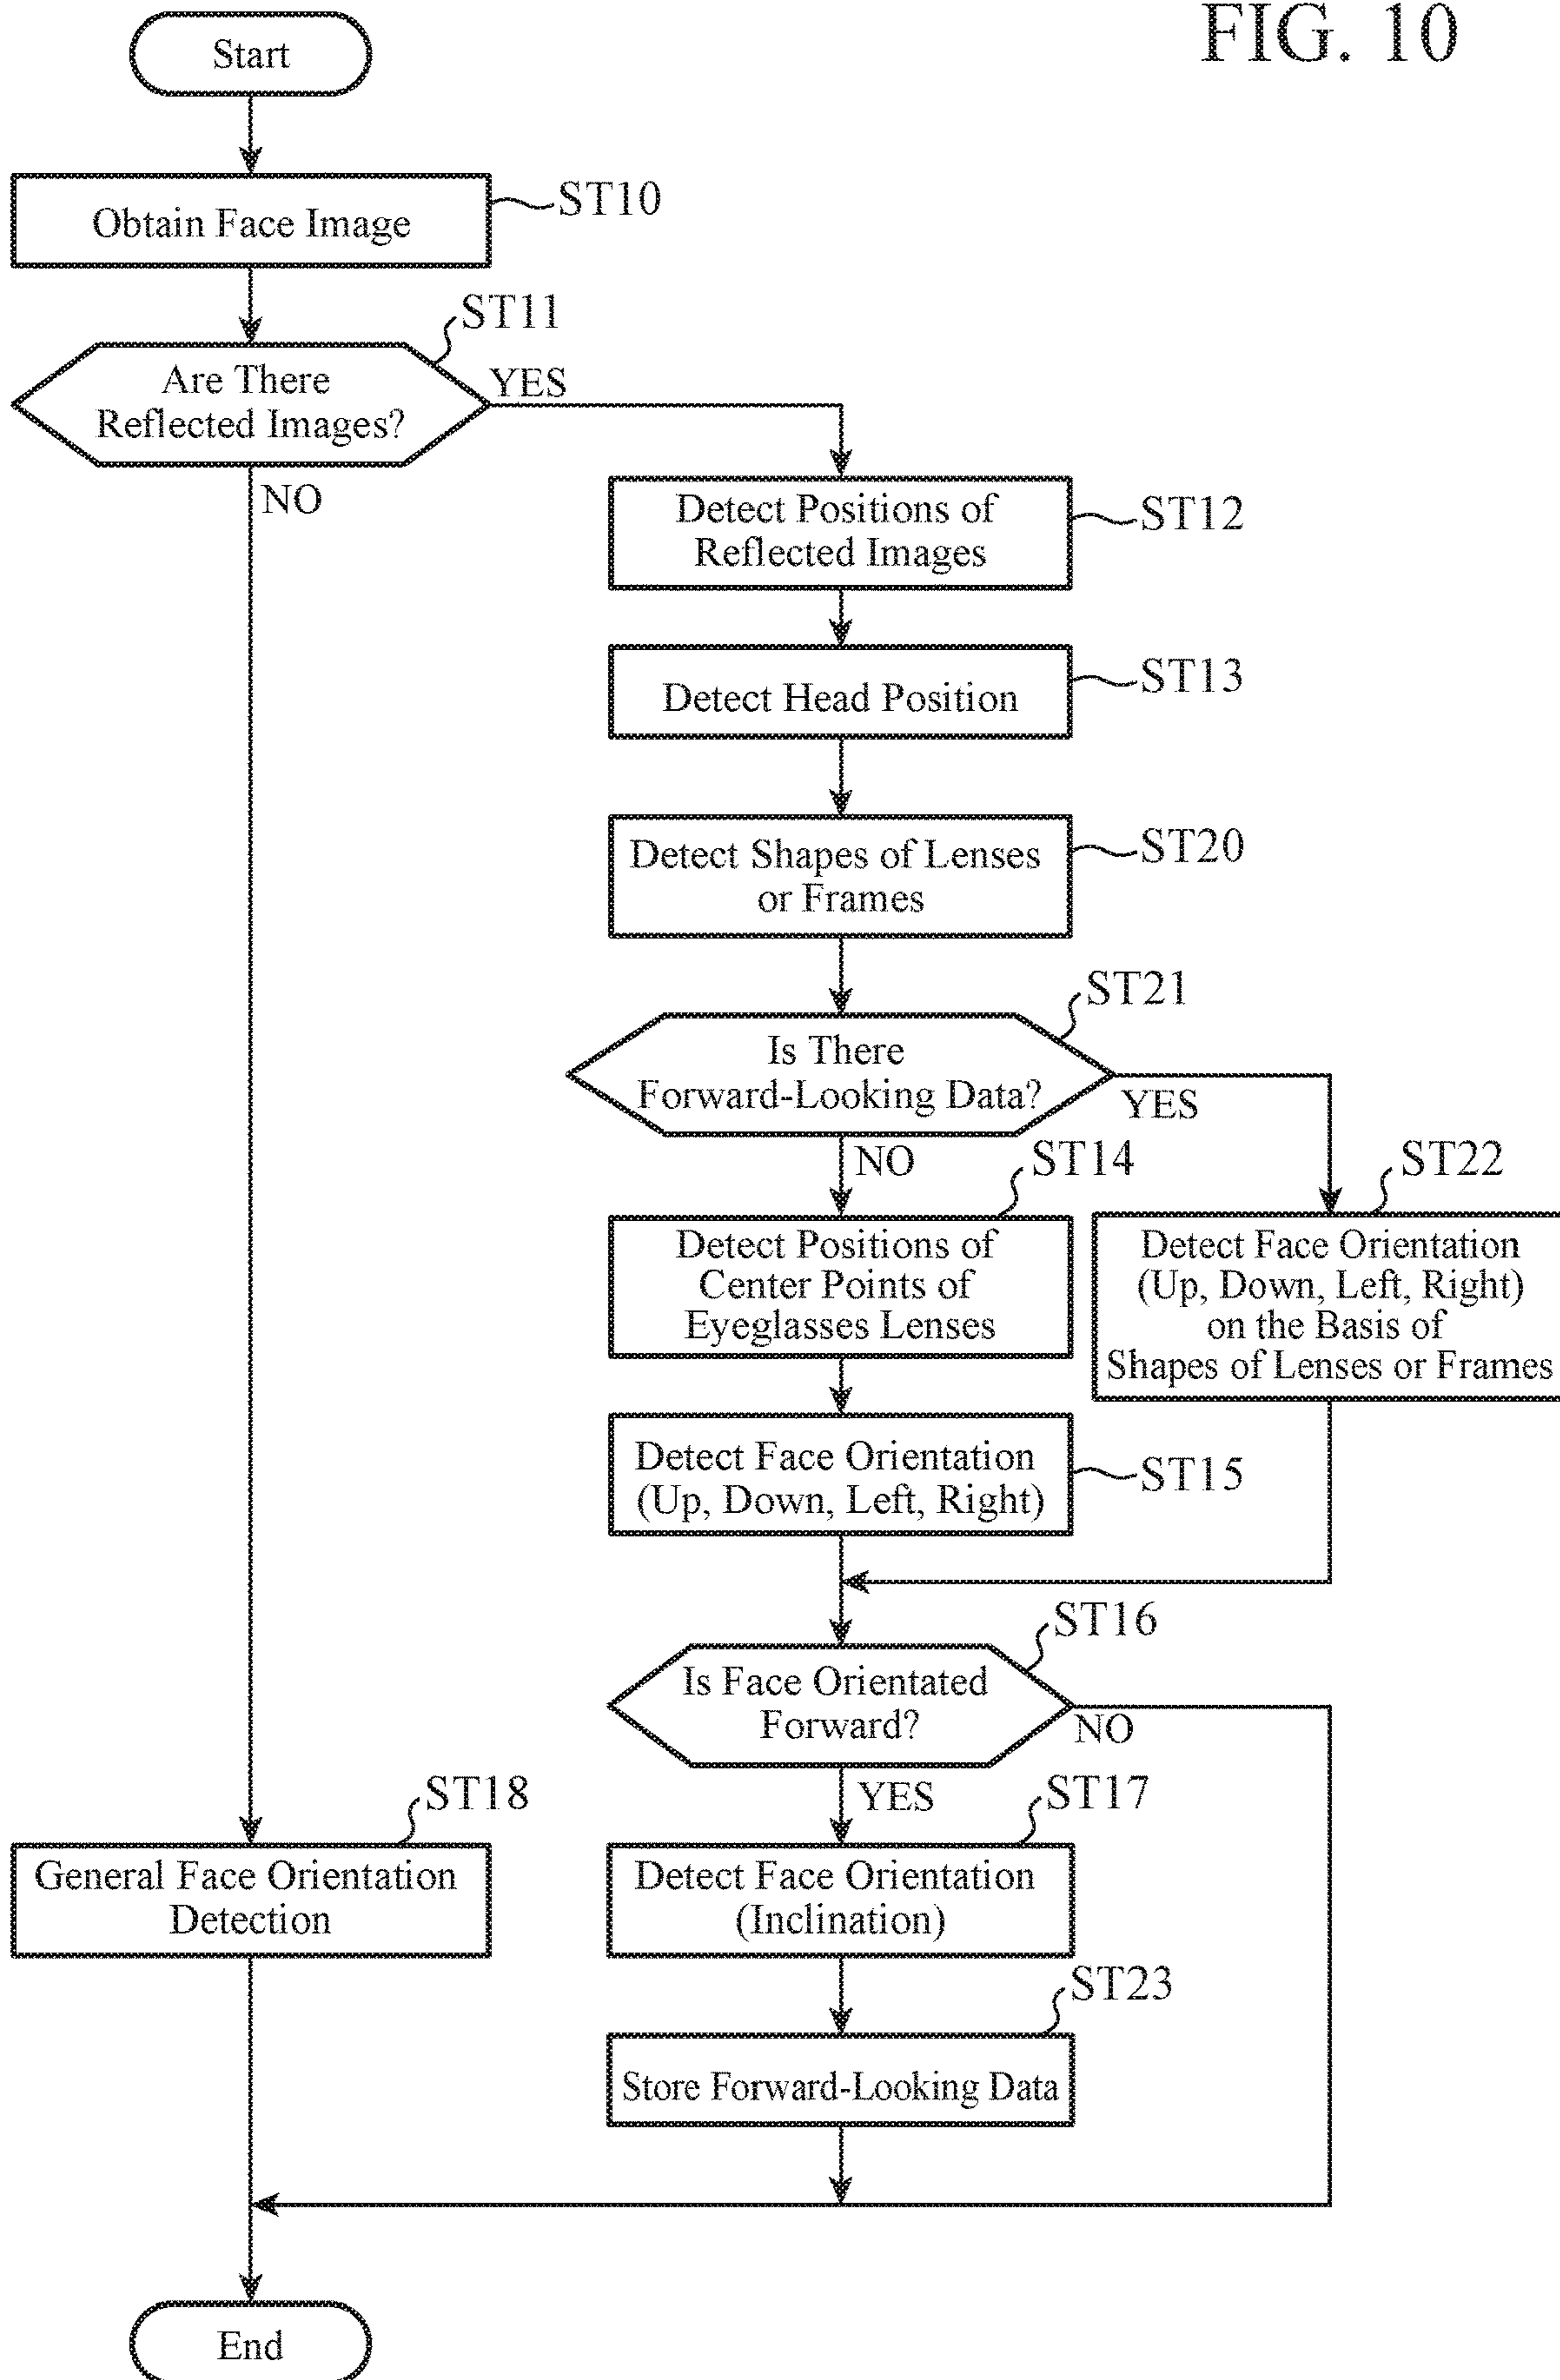 FIG. 10
Start
Obtain Face Image
ST10
ST11
Are There
Reflected Images?
YES
NO
Detect Positions of
Reflected Images
ST12
Detect Head Position
ST13
Detect Shapes of Lenses
or Frames
ST20
ST21
Is There
Forward-Looking Data?
YES
NO
ST14
ST22
Detect Positions of
Center Points of
Eyeglasses Lenses
Detect Face Orientation
(Up, Down, Left, Right)
on the Basis of
Shapes of Lenses or Frames
Detect Face Orientation
(Up, Down, Left, Right)
ST15
ST16
Is Face Orientated
Forward?
NO
YES
ST17
ST18
General Face Orientation
Detection
Detect Face Orientation
(Inclination)
ST23
Store Forward-Looking Data
End